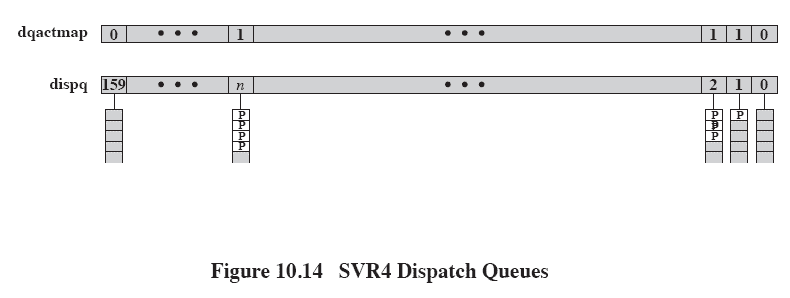 dqactmap 0 • • • 1 • • • 1 1 0
dispq 159 • • • n • • • 2 1 0
P P P
P P
P P
P
Figure 10.14 SVR4 Dispatch Queues